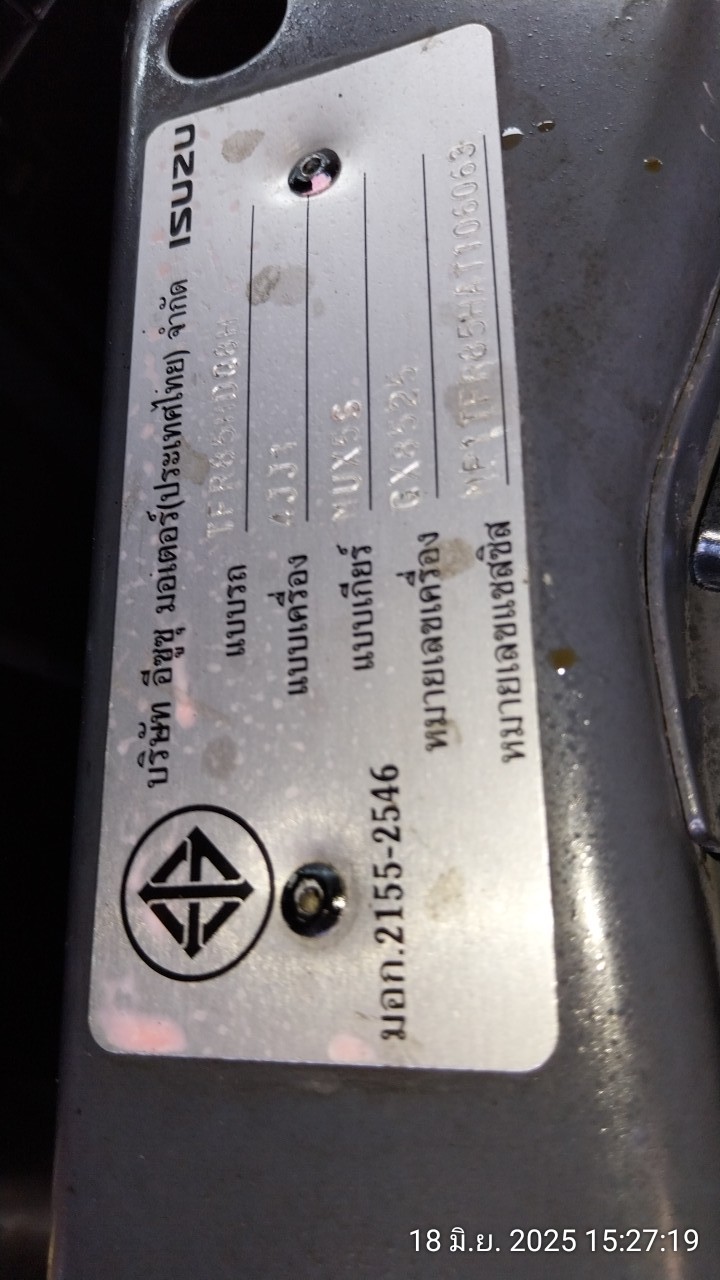 บริษัท อีซูซุ มอเตอร์(ประเทศไทย) จำกัด ISUZU
แบบรถ
แบบเครื่อง 4JJ1
แบบเกียร์ MUX5S
หมายเลขเครื่อง
หมายเลขแชสซิส
มอก.2155-2546
18 มิ.ย. 2025 15:27:19